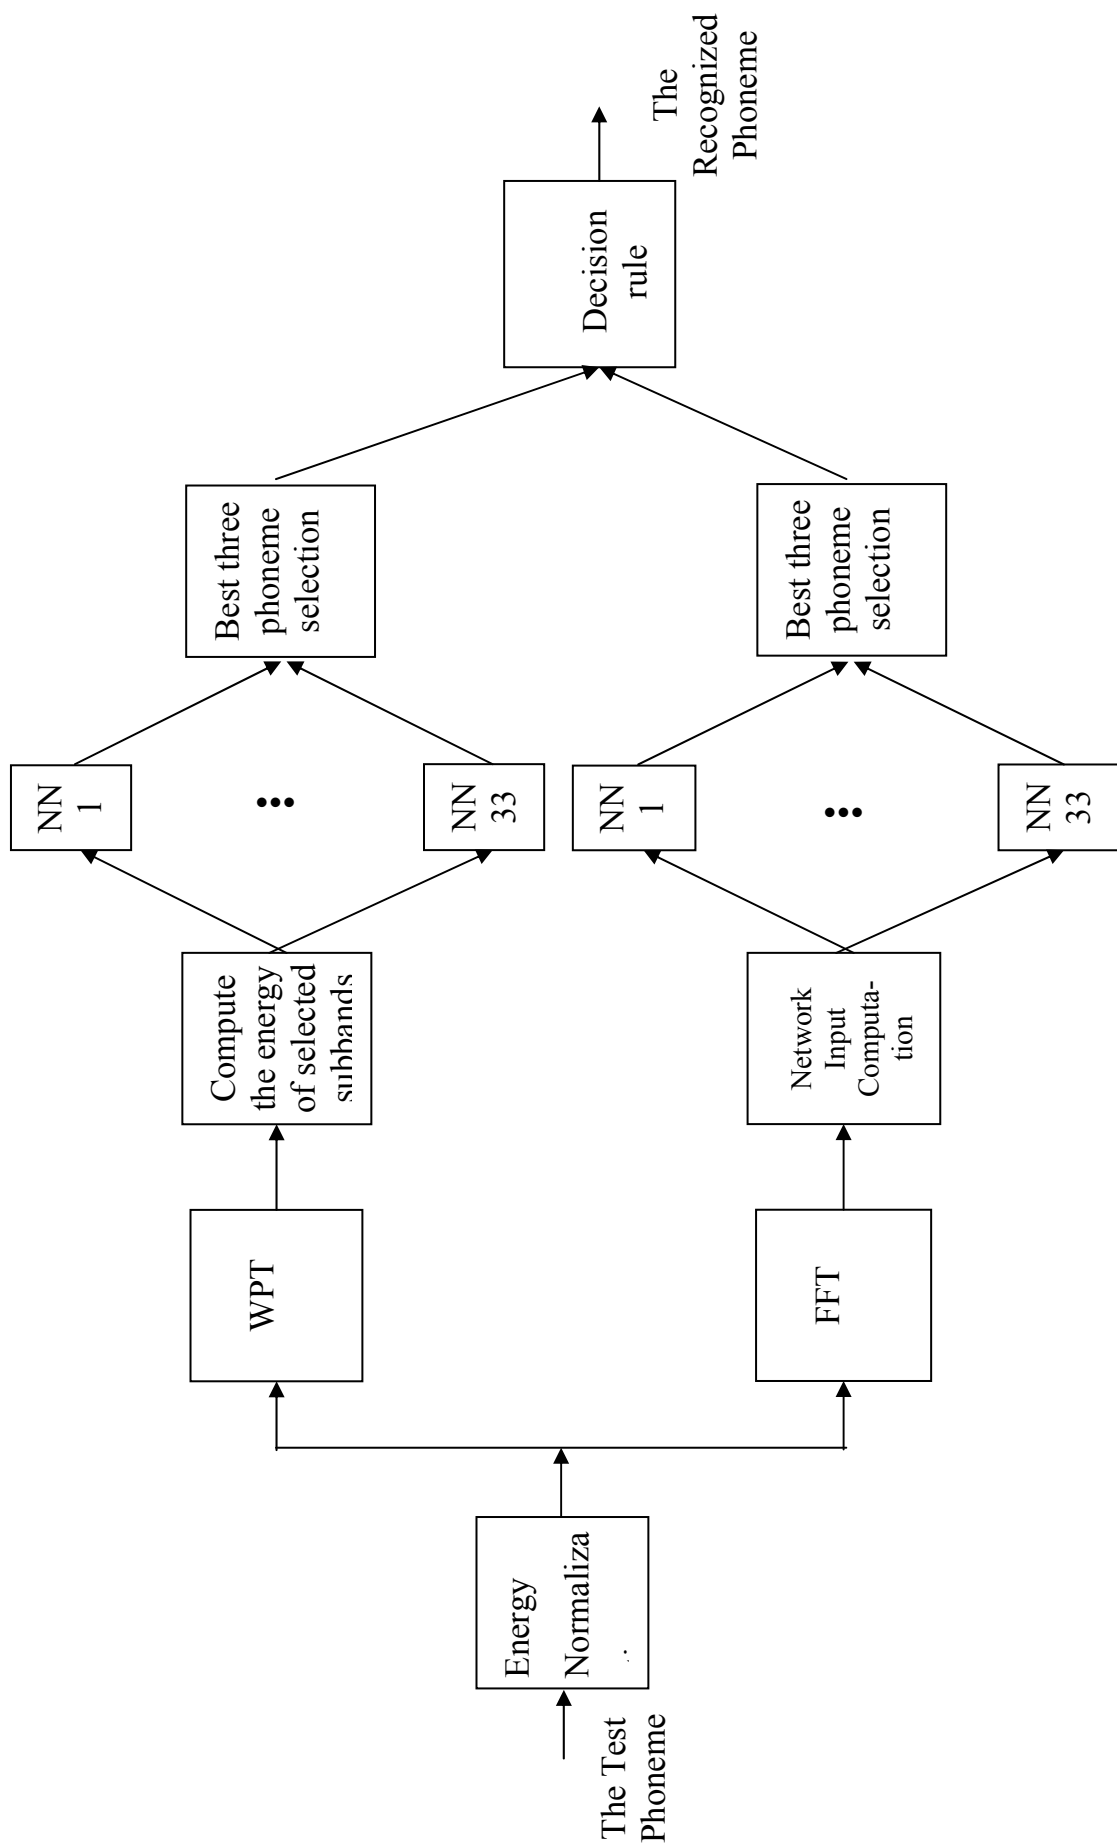 The Test
Phoneme
Energy
Normaliza
WPT
Compute
the energy
of selected
subbands
NN
1
•••
NN
33
Best three
phoneme
selection
FFT
Network
Input
Computa-
tion
NN
1
•••
NN
33
Best three
phoneme
selection
Decision
rule
The
Recognized
Phoneme